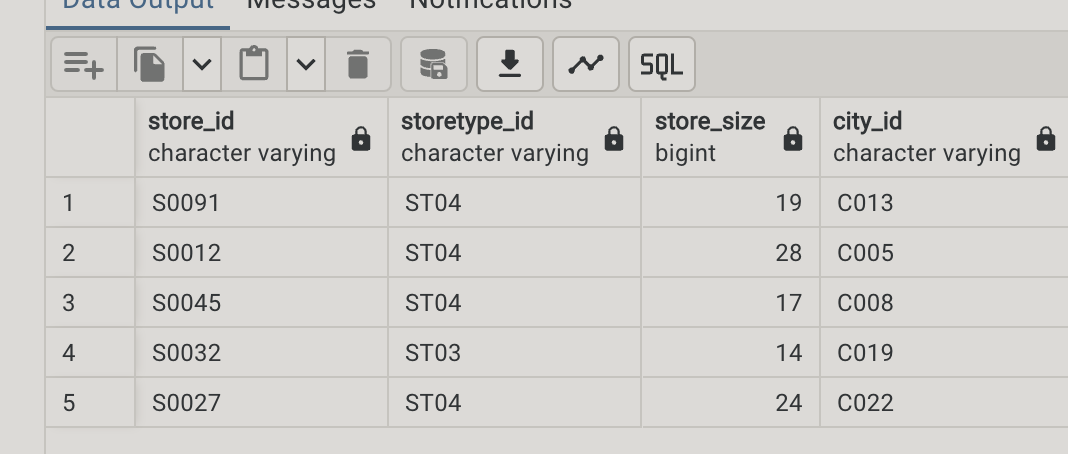 Data Output Messages Notifications
SQL
store_id storetype_id store_size city_id
character varying character varying bigint character varying
1 S0091 ST04 19 C013
2 S0012 ST04 28 C005
3 S0045 ST04 17 C008
4 S0032 ST03 14 C019
5 S0027 ST04 24 C022